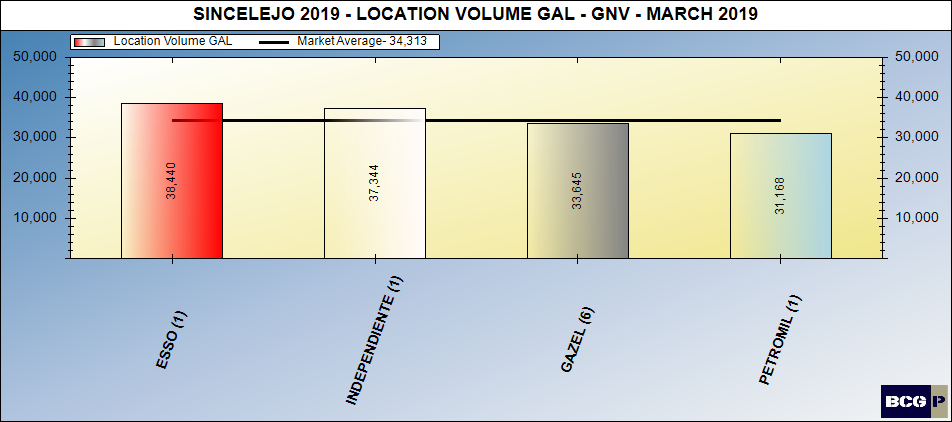 SINCELEJO 2019 - LOCATION VOLUME GAL - GNV - MARCH 2019
Location Volume GAL Market Average- 34,313
50,000 50,000
40,000 40,000
30,000 30,000
20,000 20,000
10,000 10,000
38,440 37,344 33,645 31,168
ESSO (1) INDEPENDIENTE (1) GAZEL (6) PETROMIL (1)
BCG P